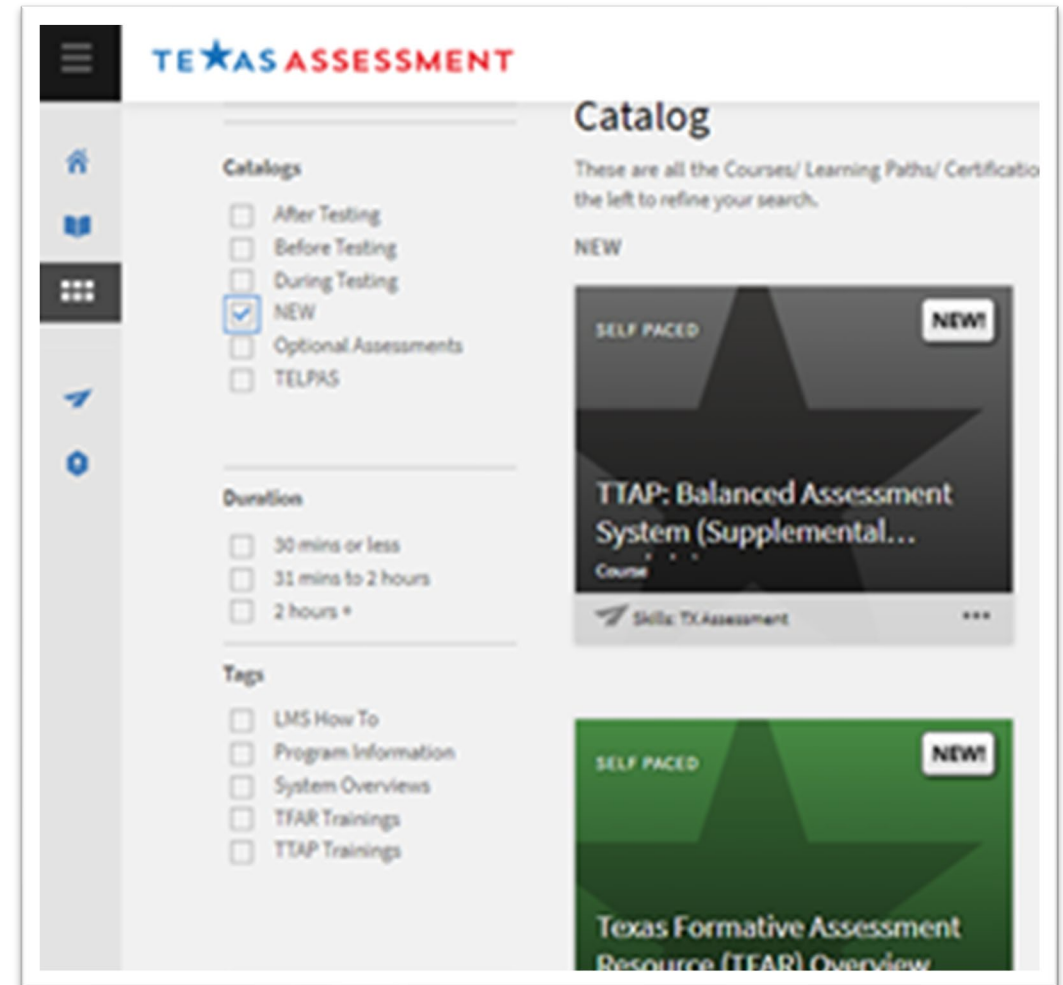 TEXAS ASSESSMENT
Catalogs
After Testing
Before Testing
During Testing
NEW
Optional Assessments
TELPAS
Duration
30 mins or less
31 mins to 2 hours
2 hours +
Tags
LMS How To
Program Information
System Overviews
TFAR Trainings
TTAP Trainings
Catalog
These are all the Courses/ Learning Paths/ Certificatio
the left to refine your search.
NEW
SELF PACED
NEW!
TTAP: Balanced Assessment
System (Supplemental...
Course
Skills: TX Assessment
SELF PACED
NEW!
Texas Formative Assessment
Resource (TFAR) Overview